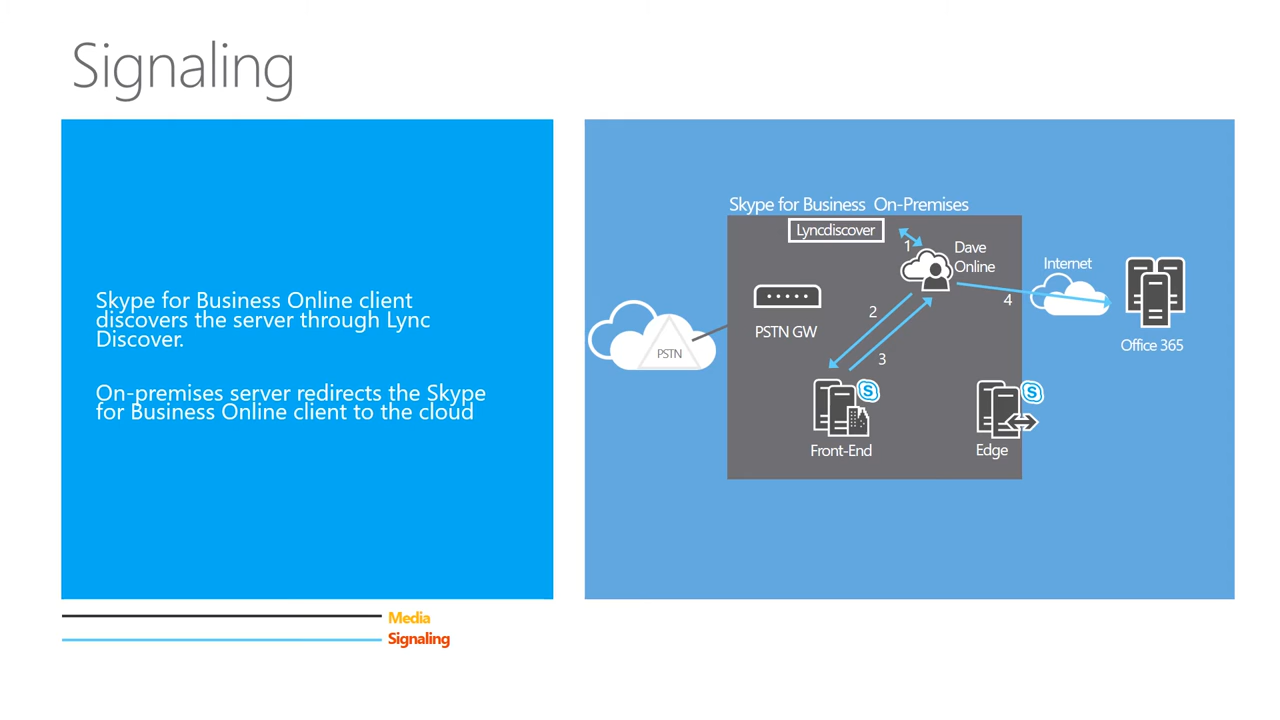 Signaling
Skype for Business Online client
discovers the server through Lync
Discover.
On-premises server redirects the Skype
for Business Online client to the cloud
Skype for Business On-Premises
Lyncdiscover
1
Dave
Online
Internet
4
2
3
PSTN GW
PSTN
Office 365
Front-End
Edge
Media
Signaling